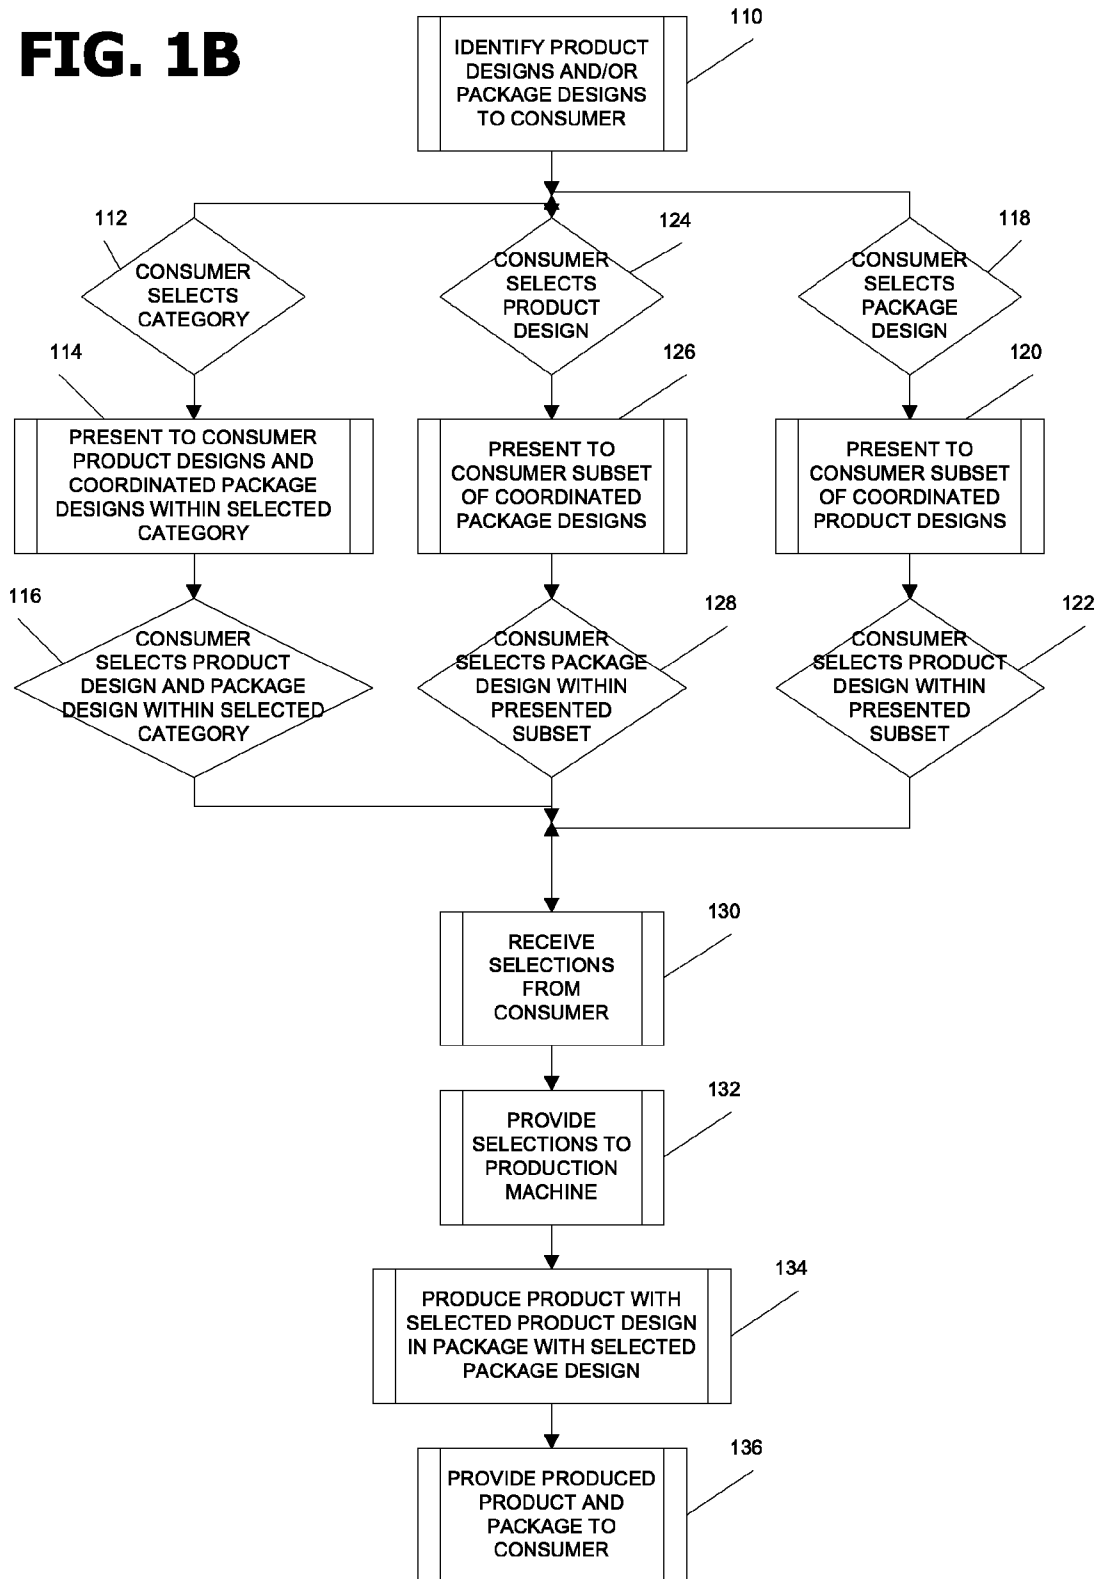 FIG. 1B
110
IDENTIFY PRODUCT
DESIGNS AND/OR
PACKAGE DESIGNS
TO CONSUMER
112
CONSUMER
SELECTS
CATEGORY
124
CONSUMER
SELECTS
PRODUCT
DESIGN
118
CONSUMER
SELECTS
PACKAGE
DESIGN
114
PRESENT TO CONSUMER
PRODUCT DESIGNS AND
COORDINATED PACKAGE
DESIGNS WITHIN SELECTED
CATEGORY
126
PRESENT TO
CONSUMER SUBSET
OF COORDINATED
PACKAGE DESIGNS
120
PRESENT TO
CONSUMER SUBSET
OF COORDINATED
PRODUCT DESIGNS
116
CONSUMER
SELECTS PRODUCT
DESIGN AND PACKAGE
DESIGN WITHIN SELECTED
CATEGORY
128
CONSUMER
SELECTS PACKAGE
DESIGN WITHIN
PRESENTED
SUBSET
122
CONSUMER
SELECTS PRODUCT
DESIGN WITHIN
PRESENTED
SUBSET
130
RECEIVE
SELECTIONS
FROM
CONSUMER
132
PROVIDE
SELECTIONS TO
PRODUCTION
MACHINE
134
PRODUCE PRODUCT WITH
SELECTED PRODUCT DESIGN
IN PACKAGE WITH SELECTED
PACKAGE DESIGN
136
PROVIDE PRODUCED
PRODUCT AND
PACKAGE TO
CONSUMER